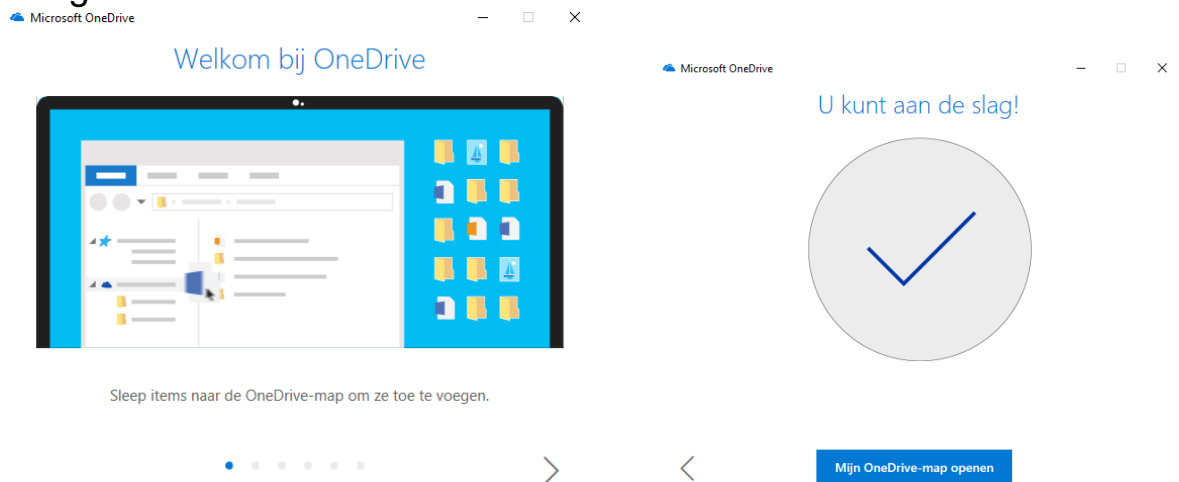 Microsoft OneDrive
Welkom bij OneDrive
Sleep items naar de OneDrive-map om ze toe te voegen.
Microsoft OneDrive
U kunt aan de slag!
Mijn OneDrive-map openen